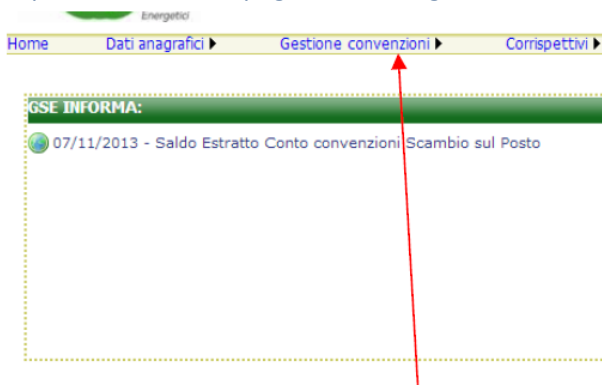 Energetici
Home Dati anagrafici Gestione convenzioni Corrispettivi
GSE INFORMA:
07/11/2013 - Saldo Estratto Conto convenzioni Scambio sul Posto